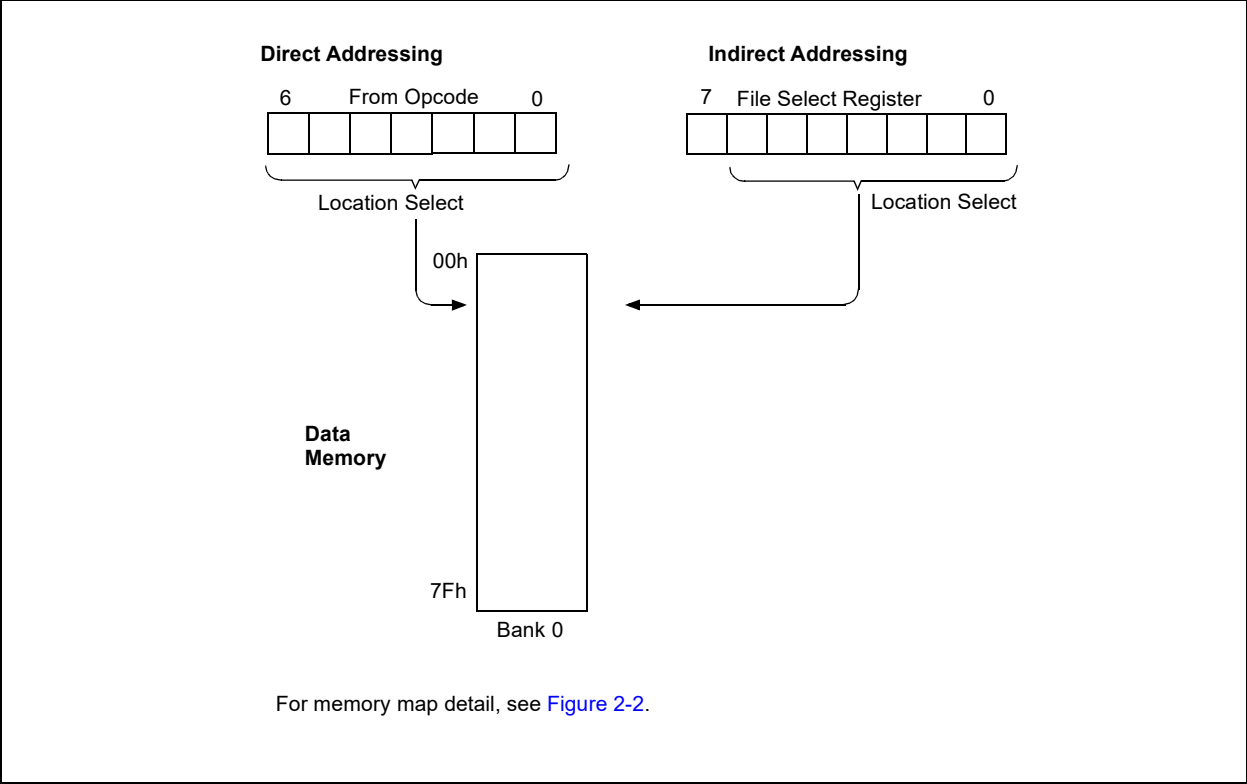 Direct Addressing
6 From Opcode 0
Location Select
Indirect Addressing
7 File Select Register 0
Location Select
00h
Data
Memory
7Fh
Bank 0
For memory map detail, see Figure 2-2.